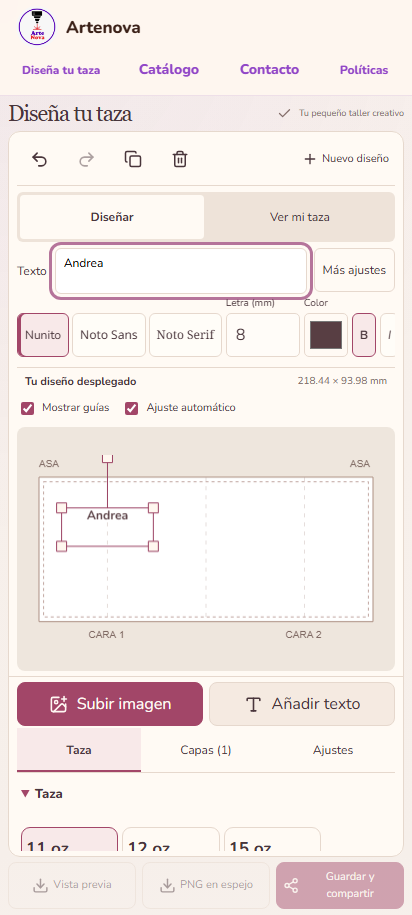 Arte
Nova
Artenova
Diseña tu taza
Catálogo
Contacto
Políticas
Diseña tu taza
Tu pequeño taller creativo
Nuevo diseño
Diseñar
Ver mi taza
Texto
Andrea
Más ajustes
Letra (mm)
Color
Nunito
Noto Sans
Noto Serif
8
B
I
Tu diseño desplegado
218.44 × 93.98 mm
Mostrar guías
Ajuste automático
ASA
ASA
Andrea
CARA 1
CARA 2
Subir imagen
Añadir texto
Taza
Capas (1)
Ajustes
Taza
11 oz
12 oz
15 oz
Vista previa
PNG en espejo
Guardar y
compartir